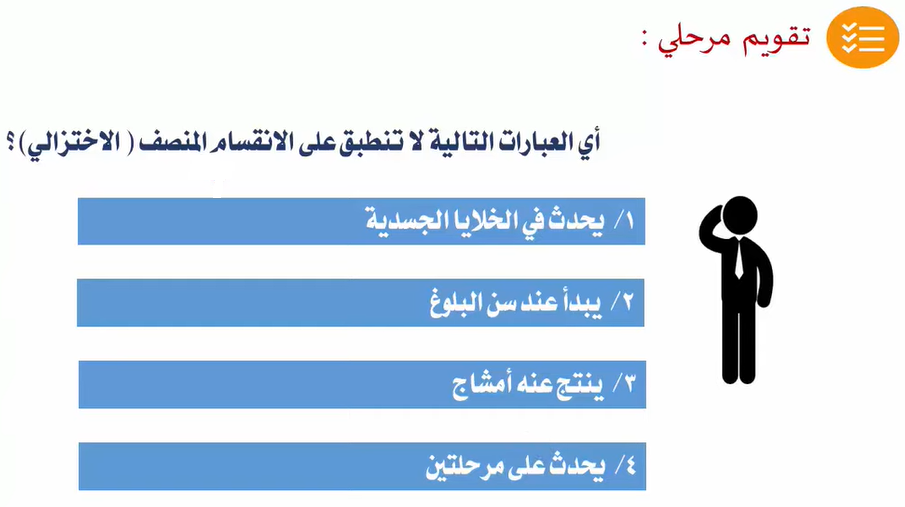 تقويم مرحلي :
أي العبارات التالية لا تنطبق على الانقسام المنصف ( الاختزالي)؟
١/ يحدث في الخلايا الجسدية
٢/ يبدأ عند سن البلوغ
٣/ ينتج عنه أمشاج
٤/ يحدث على مرحلتين